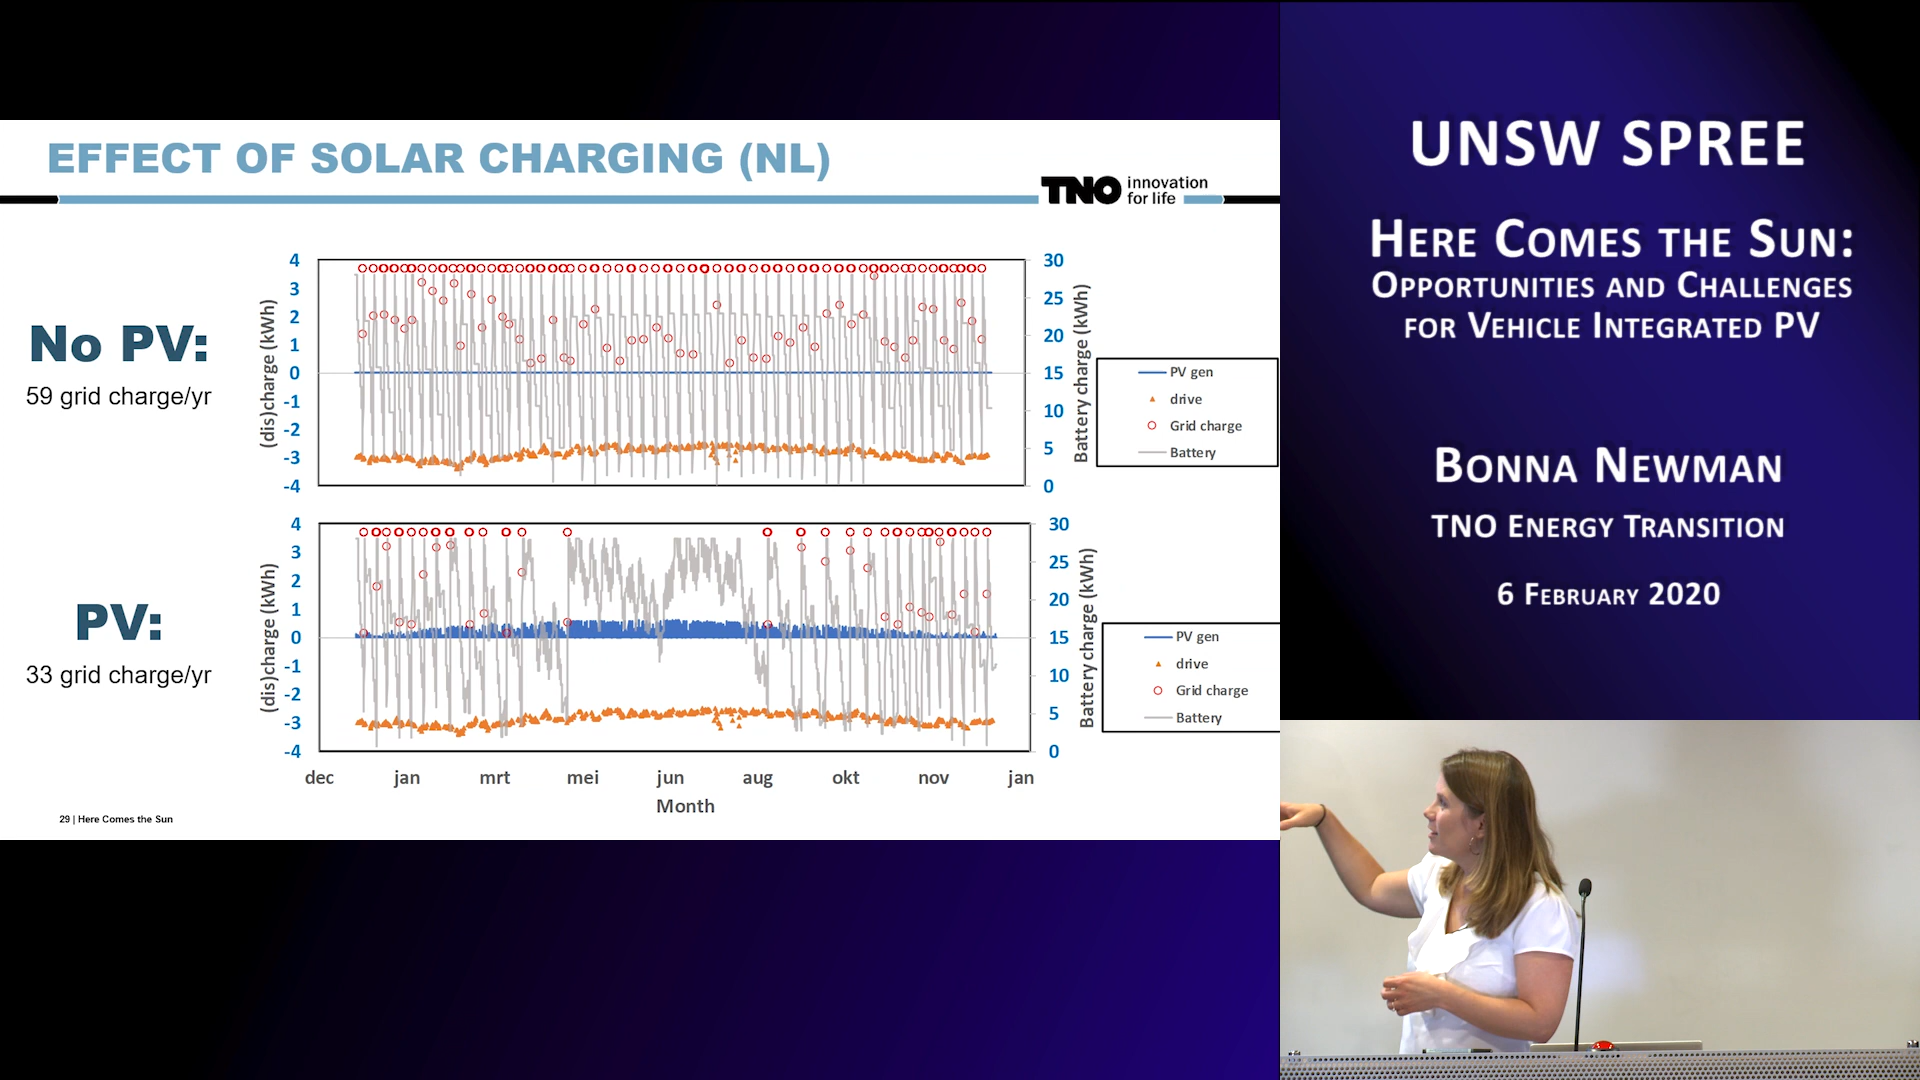 EFFECT OF SOLAR CHARGING (NL)
TNO innovation
for life
No PV:
59 grid charge/yr
4
3
2
1
0
-1
-2
-3
-4
(dis)charge (kWh)
30
25
20
15
10
5
0
Battery charge (kWh)
PV gen
drive
Grid charge
Battery
PV:
33 grid charge/yr
4
3
2
1
0
-1
-2
-3
-4
(dis)charge (kWh)
30
25
20
15
10
5
0
Battery charge (kWh)
PV gen
drive
Grid charge
Battery
dec jan mrt mei jun aug okt nov jan
Month
29 | Here Comes the Sun
UNSW SPREE
HERE COMES THE SUN:
OPPORTUNITIES AND CHALLENGES
FOR VEHICLE INTEGRATED PV
BONNA NEWMAN
TNO ENERGY TRANSITION
6 FEBRUARY 2020